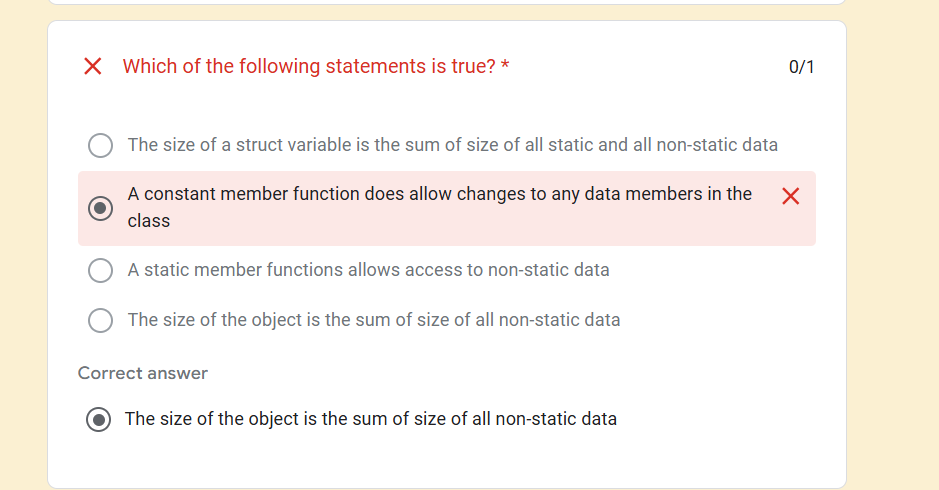 Which of the following statements is true? *
0/1
The size of a struct variable is the sum of size of all static and all non-static data
A constant member function does allow changes to any data members in the
class
A static member functions allows access to non-static data
The size of the object is the sum of size of all non-static data
Correct answer
The size of the object is the sum of size of all non-static data